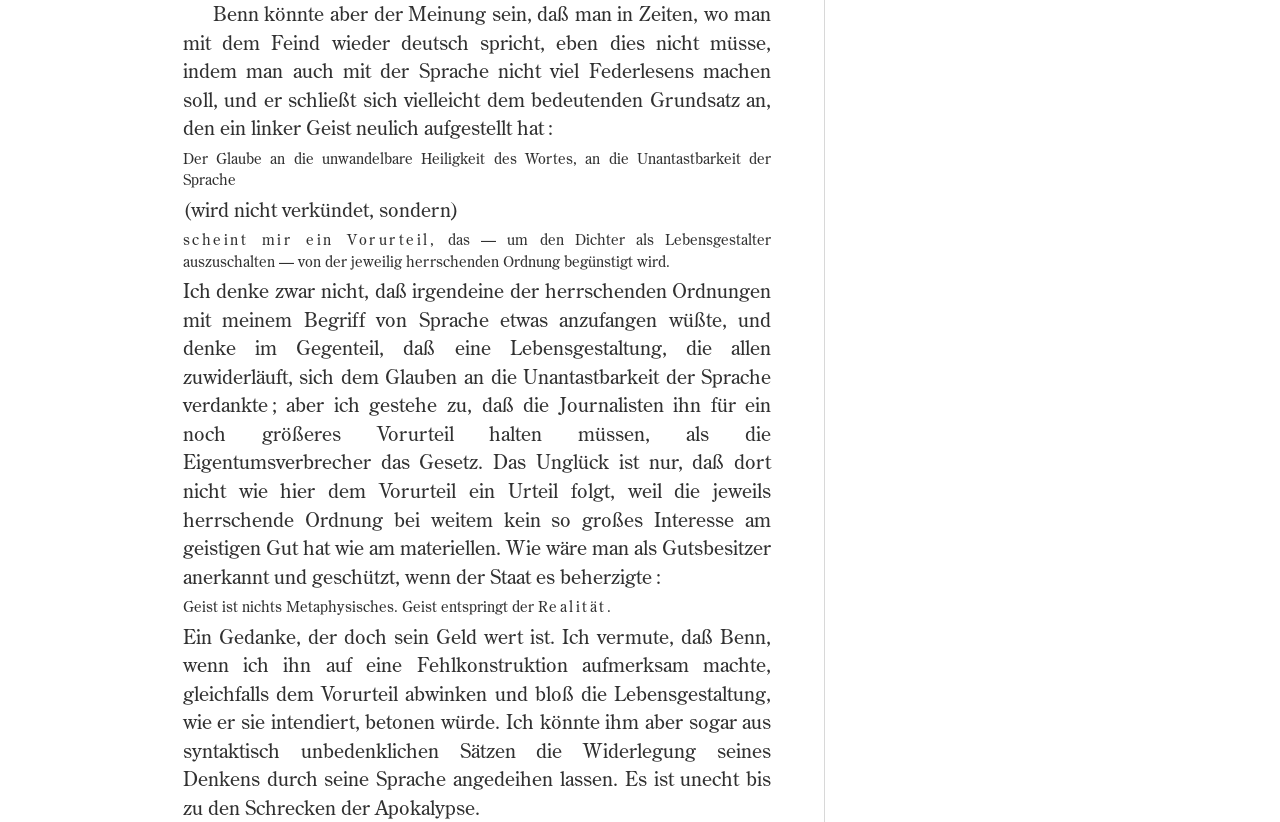 Benn könnte aber der Meinung sein, daß man in Zeiten, wo man
mit dem Feind wieder deutsch spricht, eben dies nicht müsse,
indem man auch mit der Sprache nicht viel Federlesens machen
soll, und er schließt sich vielleicht dem bedeutenden Grundsatz an,
den ein linker Geist neulich aufgestellt hat :
Der Glaube an die unwandelbare Heiligkeit des Wortes, an die Unantastbarkeit der
Sprache
(wird nicht verkündet, sondern)
scheint mir ein Vorurteil, das — um den Dichter als Lebensgestalter
auszuschalten — von der jeweilig herrschenden Ordnung begünstigt wird.
Ich denke zwar nicht, daß irgendeine der herrschenden Ordnungen
mit meinem Begriff von Sprache etwas anzufangen wüßte, und
denke im Gegenteil, daß eine Lebensgestaltung, die allen
zuwiderläuft, sich dem Glauben an die Unantastbarkeit der Sprache
verdankte ; aber ich gestehe zu, daß die Journalisten ihn für ein
noch größeres Vorurteil halten müssen, als die
Eigentumsverbrecher das Gesetz. Das Unglück ist nur, daß dort
nicht wie hier dem Vorurteil ein Urteil folgt, weil die jeweils
herrschende Ordnung bei weitem kein so großes Interesse am
geistigen Gut hat wie am materiellen. Wie wäre man als Gutsbesitzer
anerkannt und geschützt, wenn der Staat es beherzigte :
Geist ist nichts Metaphysisches. Geist entspringt der Realität.
Ein Gedanke, der doch sein Geld wert ist. Ich vermute, daß Benn,
wenn ich ihn auf eine Fehlkonstruktion aufmerksam machte,
gleichfalls dem Vorurteil abwinken und bloß die Lebensgestaltung,
wie er sie intendiert, betonen würde. Ich könnte ihm aber sogar aus
syntaktisch unbedenklichen Sätzen die Widerlegung seines
Denkens durch seine Sprache angedeihen lassen. Es ist unecht bis
zu den Schrecken der Apokalypse.